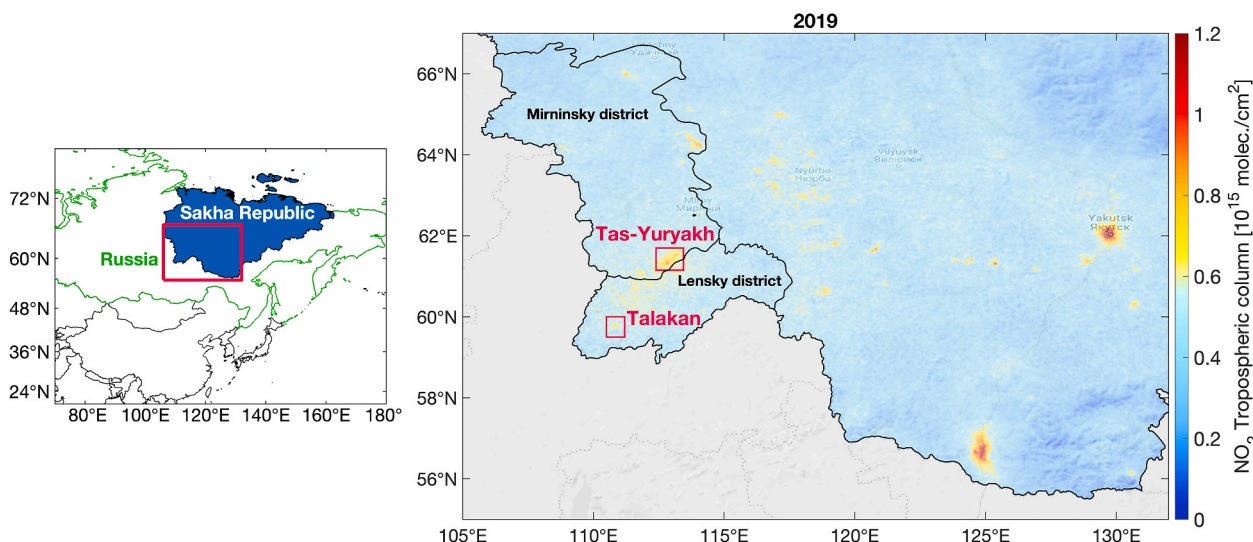 2019
72°N
60°N
48°N
36°N
24°N
80°E
100°E
120°E
140°E
160°E
180°
Sakha Republic
Russia
66°N
64°N
62°N
60°N
58°N
56°N
105°E
110°E
115°E
120°E
125°E
130°E
Удачный
Mirninsky district
Vilyuysk
Вилюйск
Nyurba
Нюрба
Мирный
Yakutsk
Якутск
Tas-Yuryakh
Lensky district
Talakan
1.2
1
0.8
0.6
0.4
0.2
0
NO2 Tropospheric column [10^15 molec./cm^2]